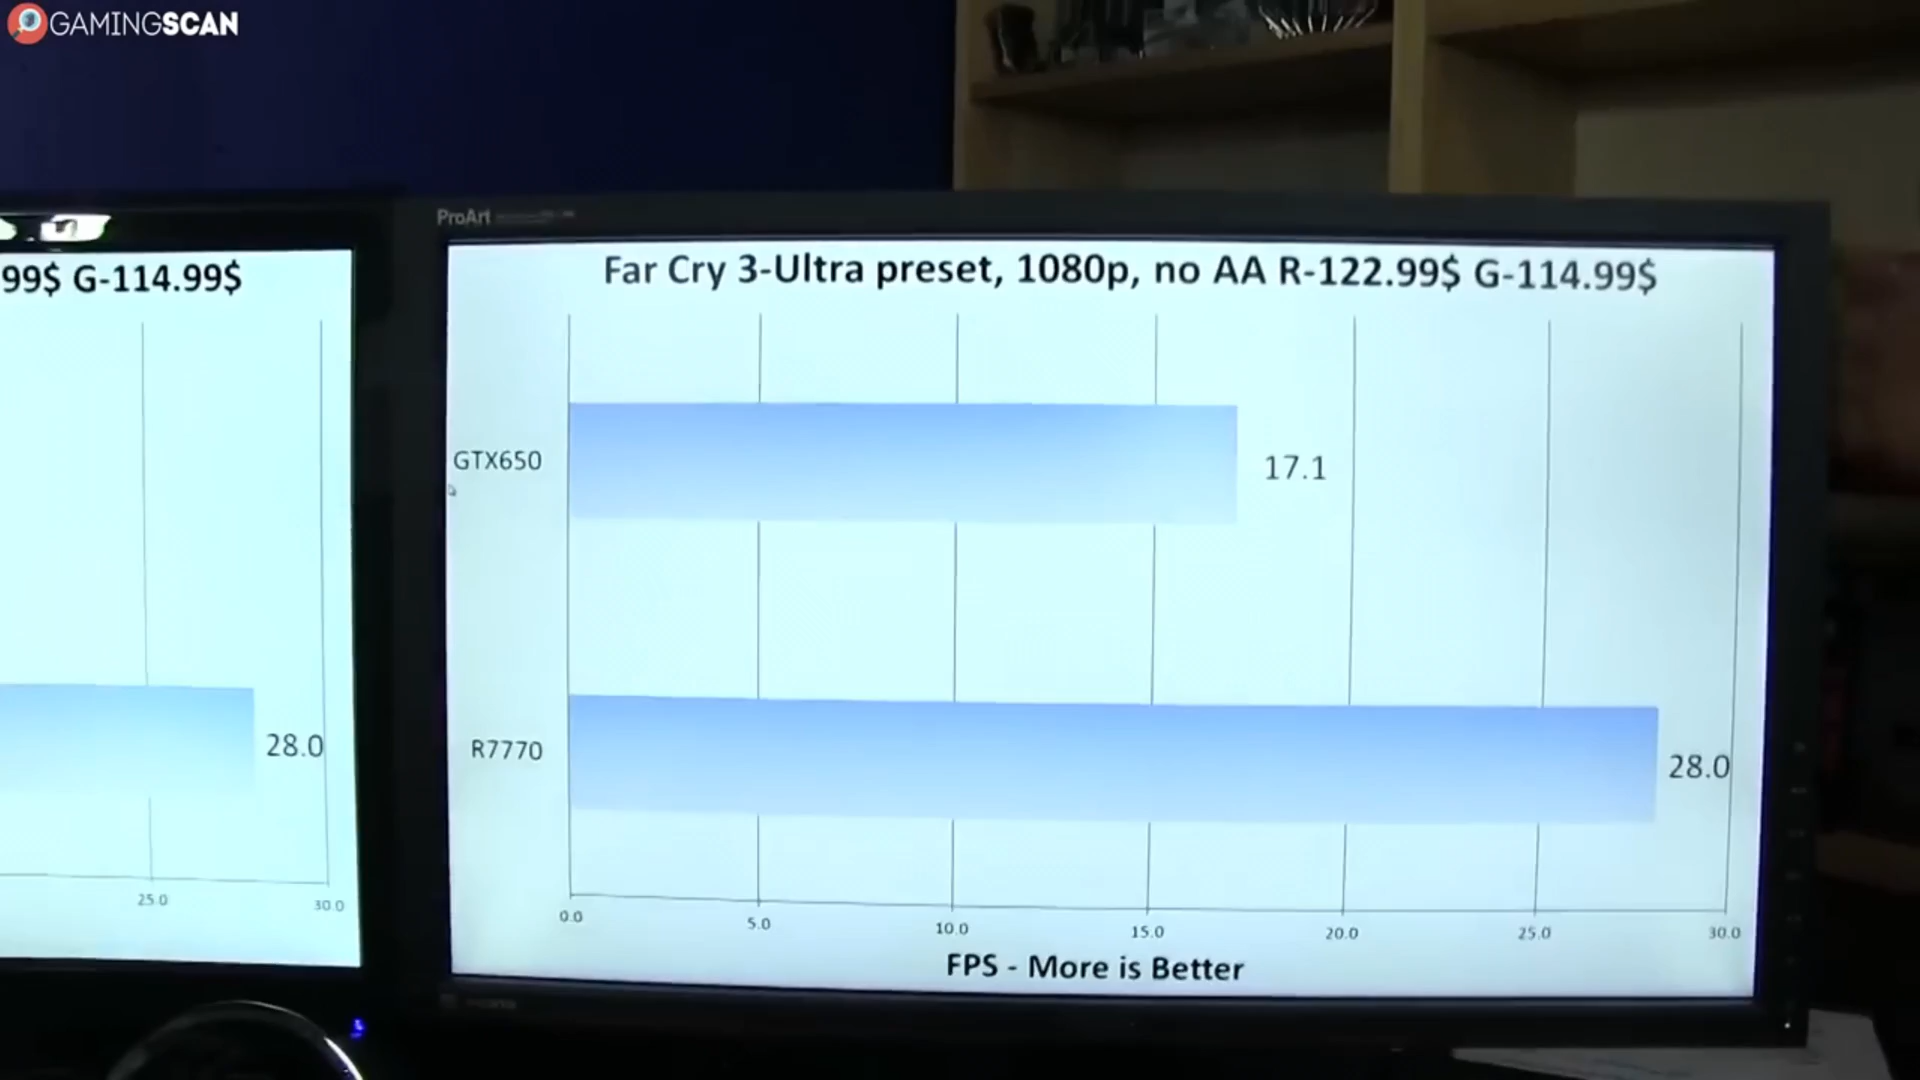 GAMINGSCAN
ProArt
99$ G-114.99$
28.0
25.0
30.0
Far Cry 3-Ultra preset, 1080p, no AA R-122.99$ G-114.99$
GTX650
17.1
R7770
28.0
0.0
5.0
10.0
15.0
20.0
25.0
30.0
FPS - More is Better